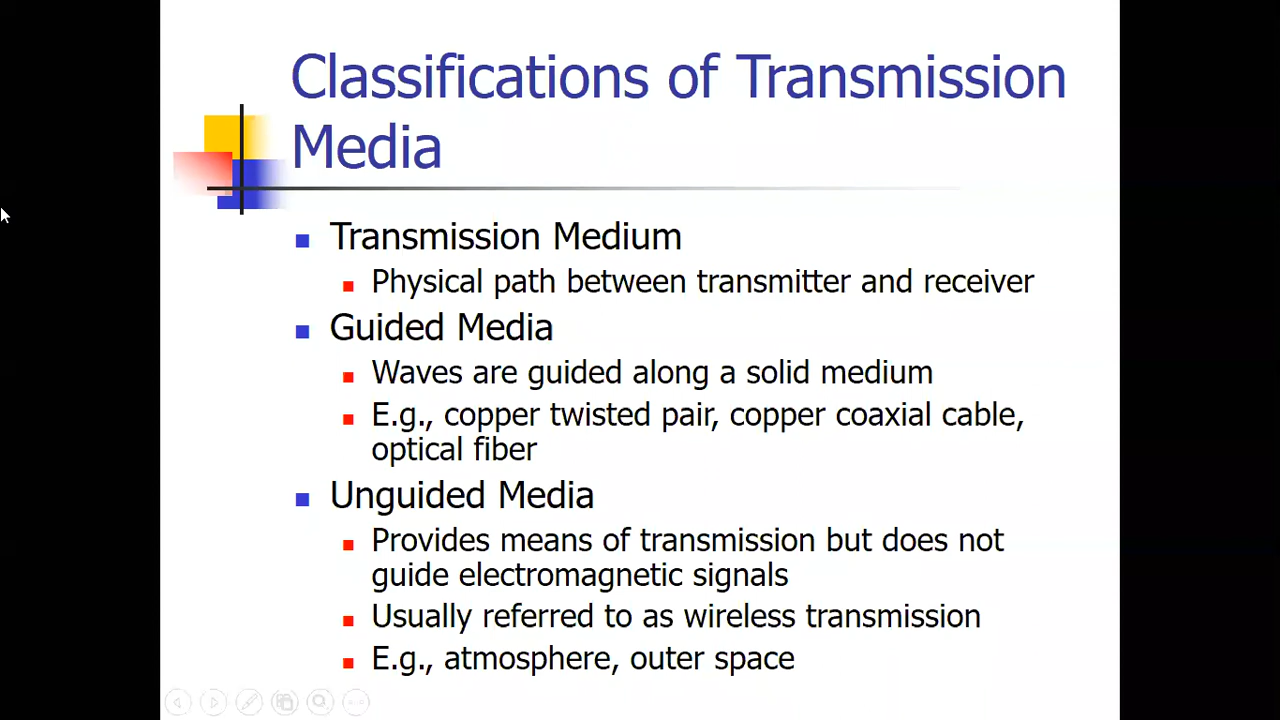 Classifications of Transmission
Media
Transmission Medium
Physical path between transmitter and receiver
Guided Media
Waves are guided along a solid medium
E.g., copper twisted pair, copper coaxial cable,
optical fiber
Unguided Media
Provides means of transmission but does not
guide electromagnetic signals
Usually referred to as wireless transmission
E.g., atmosphere, outer space